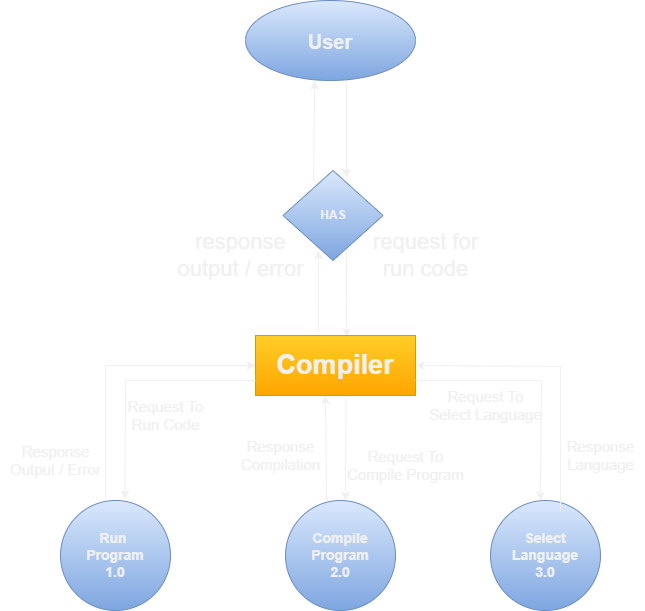 User
HAS
response
output / error
request for
run code
Compiler
Request To
Run Code
Request To
Select Language
Response
Output / Error
Response
Compilation
Request To
Compile Program
Response
Language
Run
Program
1.0
Compile
Program
2.0
Select
Language
3.0